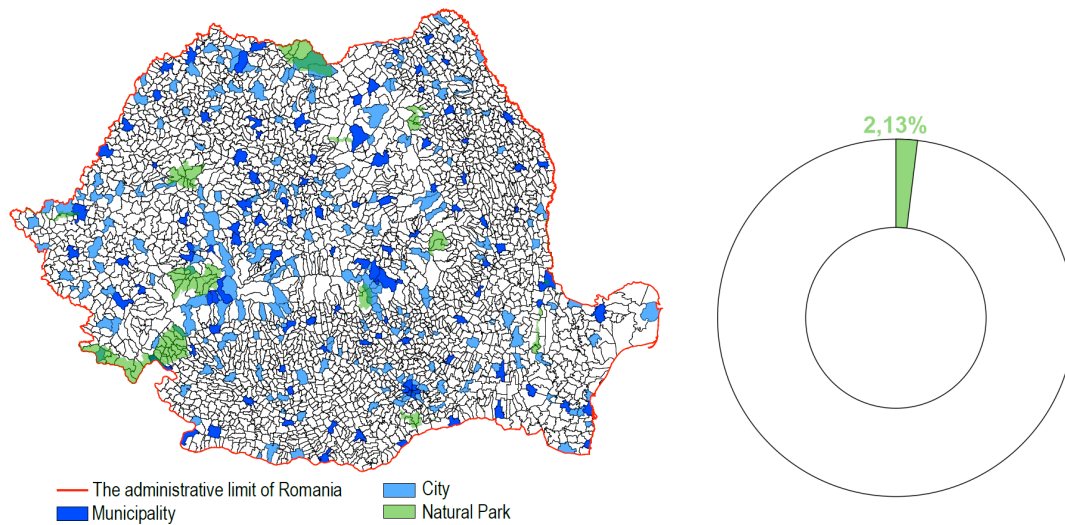 2,13%
The administrative limit of Romania
City
Municipality
Natural Park